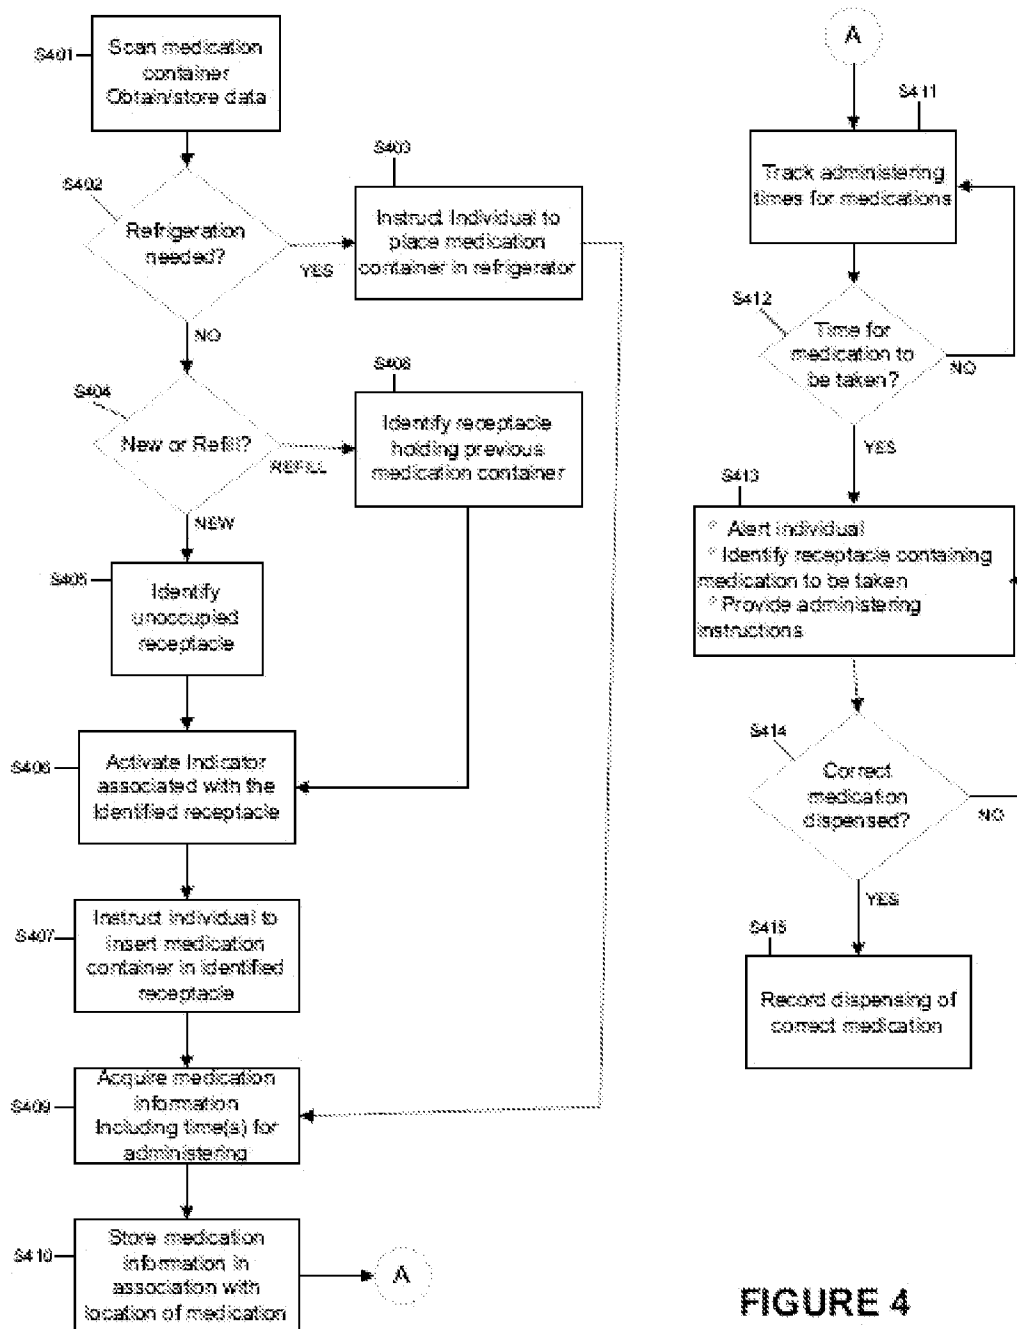 S401
Scan medication
container
Obtain/store data
S402
Refrigeration
needed?
YES
NO
S403
Instruct Individual to
place medication
container in refrigerator
S404
New or Refill?
REFILL
NEW
Identify receptacle
holding previous
medication container
S405
Identify
unoccupied
receptacle
S406
Activate Indicator
associated with the
Identified receptacle
S407
Instruct individual to
insert medication
container in identified
receptacle
S409
Acquire medication
information
Including time(s) for
administering
S410
Store medication
information in
association with
location of medication
A
A
S411
Track administering
times for medications
S412
Time for
medication to
be taken?
NO
YES
S413
° Alert individual
° Identify receptacle containing
medication to be taken
° Provide administering
instructions
S414
Correct
medication
dispensed?
NO
YES
S415
Record dispensing of
correct medication
FIGURE 4